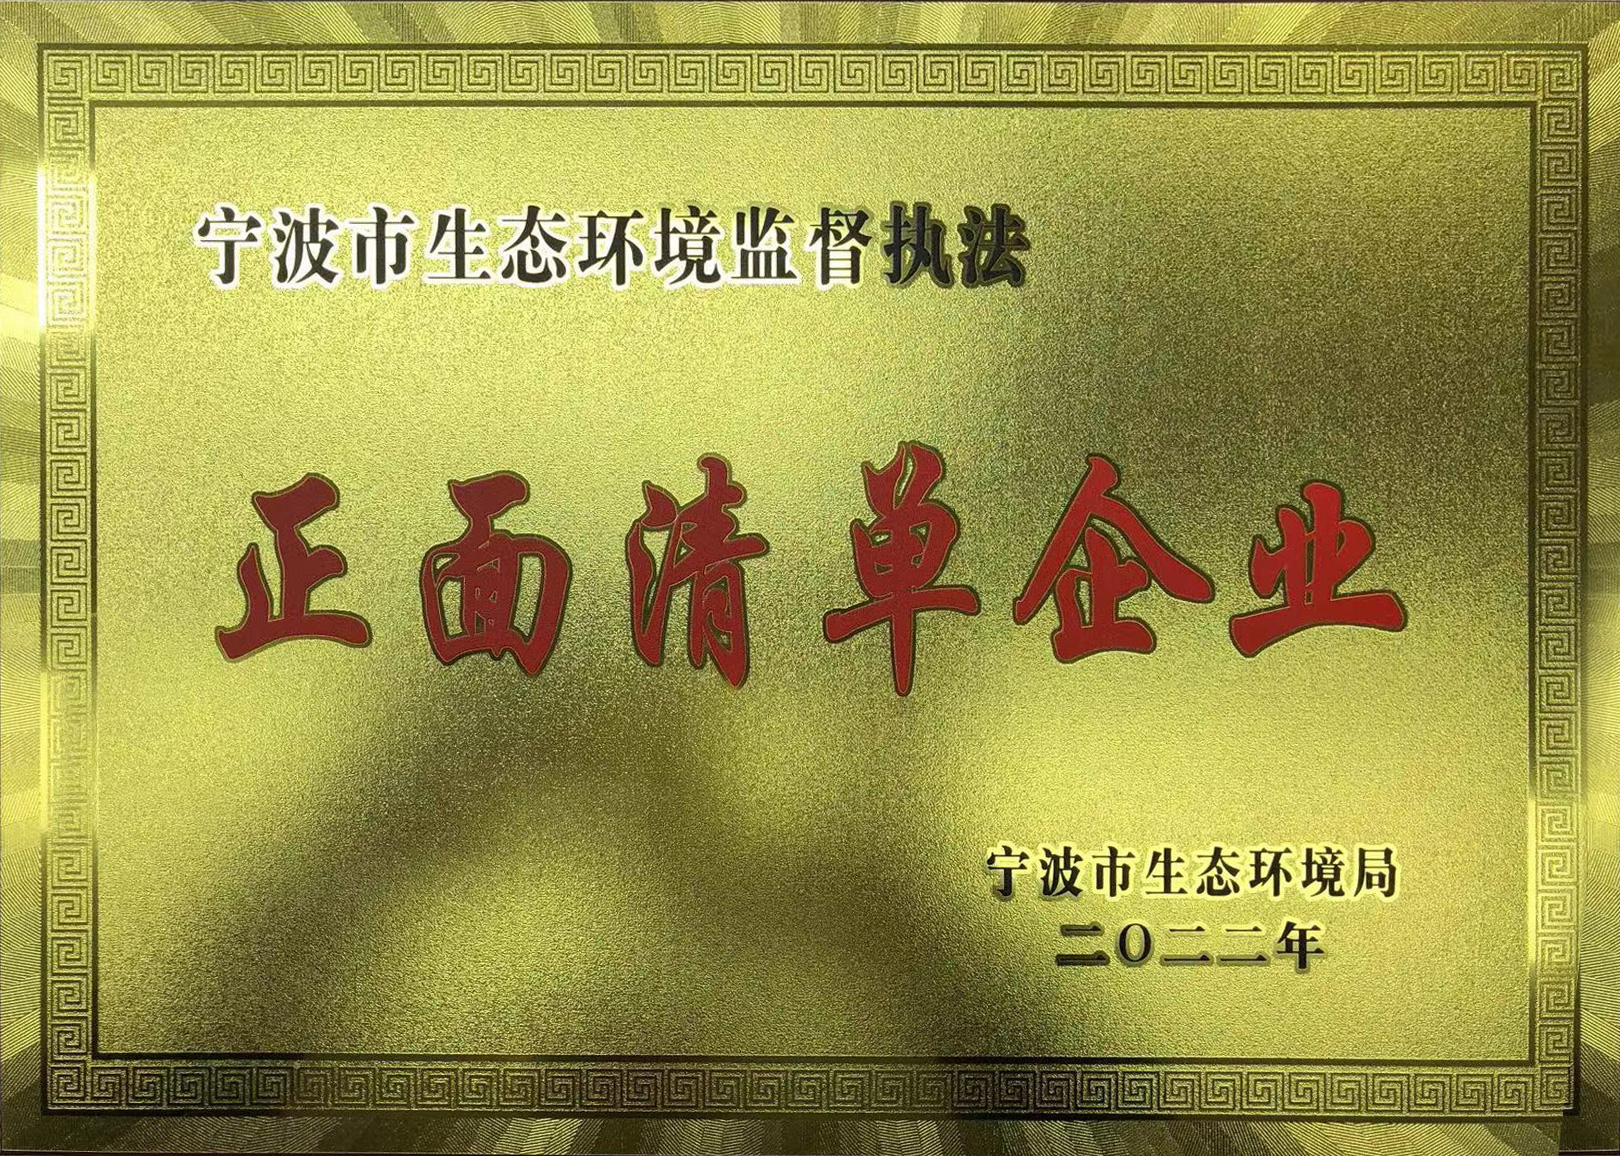 宁波市生态环境监督执法
正面清单企业
宁波市生态环境局
二〇二二年